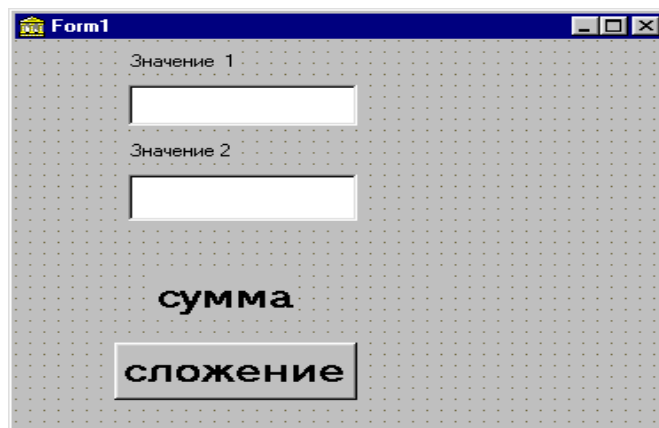 Form1
Значение 1
Значение 2
сумма
сложение